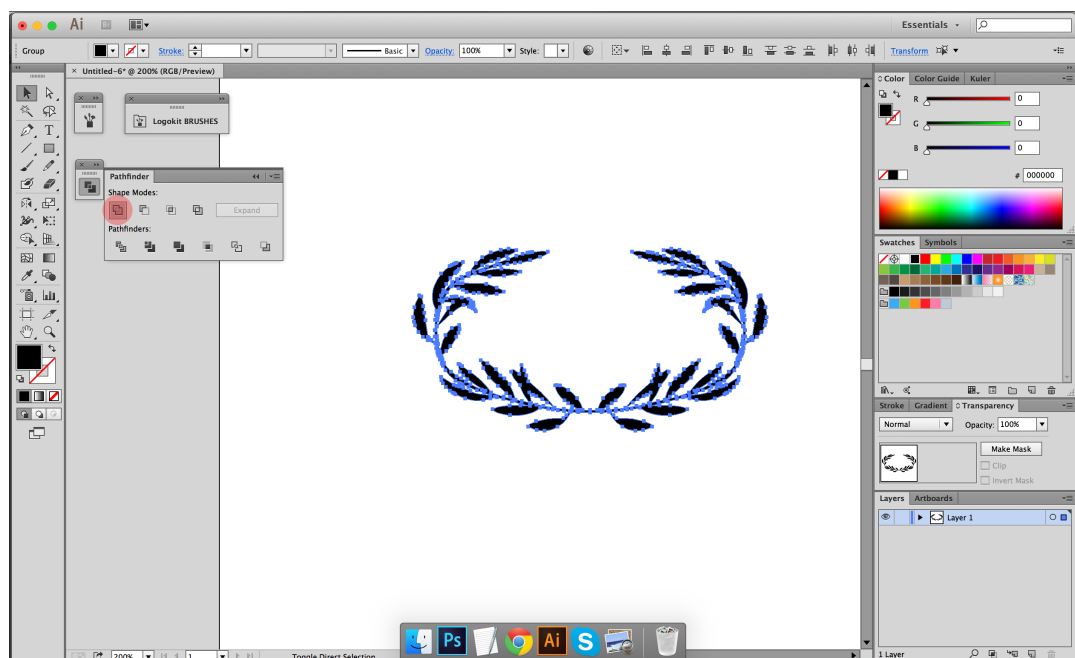 Ai
Essentials
Group
Stroke:
Basic
Opacity: 100%
Style:
Transform
× Untitled-6* @ 200% (RGB/Preview)
Logokit BRUSHES
Pathfinder
Shape Modes:
Expand
Pathfinders:
Color Color Guide Kuler
R 0
G 0
B 0
# 000000
Swatches Symbols
Stroke Gradient Transparency
Normal Opacity: 100%
Make Mask
Clip
Invert Mask
Layers Artboards
Layer 1
Ps Ai S
200% 1 Toggle Direct Selection
1 Layer